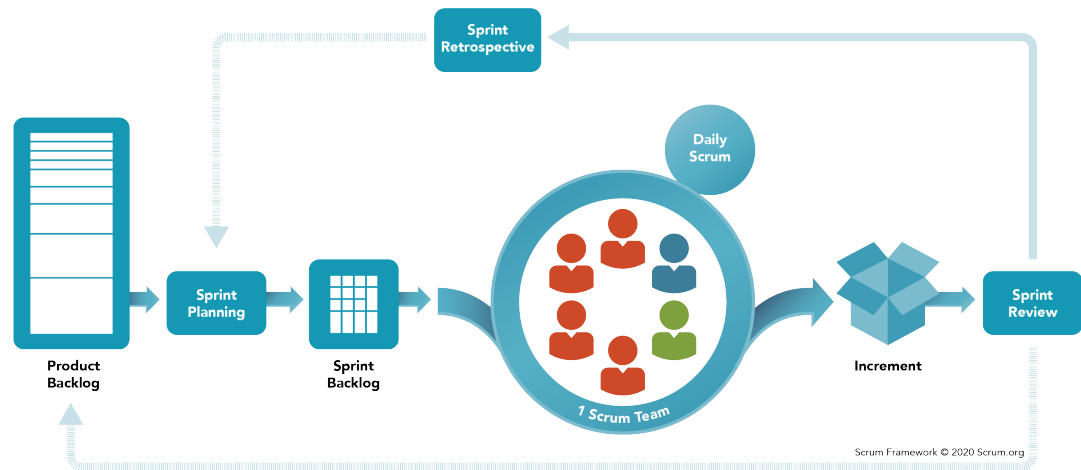 Sprint
Retrospective
Daily
Scrum
Sprint
Planning
Sprint
Review
Product
Backlog
Sprint
Backlog
Increment
1 Scrum Team
Scrum Framework © 2020 Scrum.org